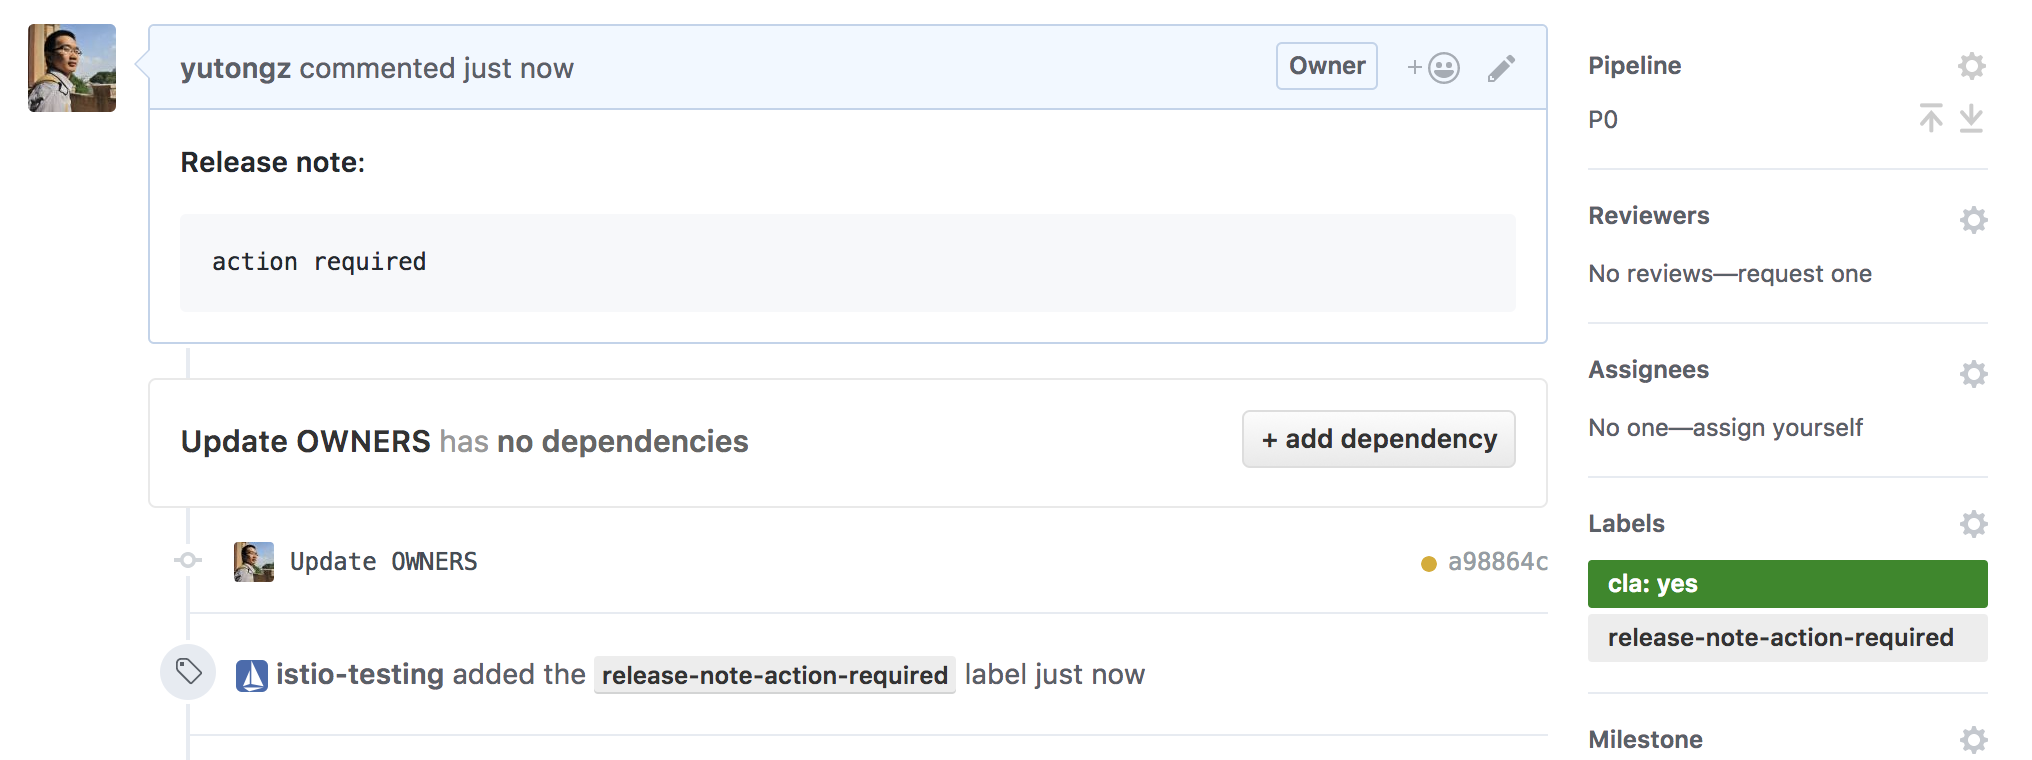 yutongz commented just now
Owner
Release note:
action required
Update OWNERS has no dependencies
+ add dependency
Update OWNERS
a98864c
istio-testing added the release-note-action-required label just now
Pipeline
P0
Reviewers
No reviews—request one
Assignees
No one—assign yourself
Labels
cla: yes
release-note-action-required
Milestone